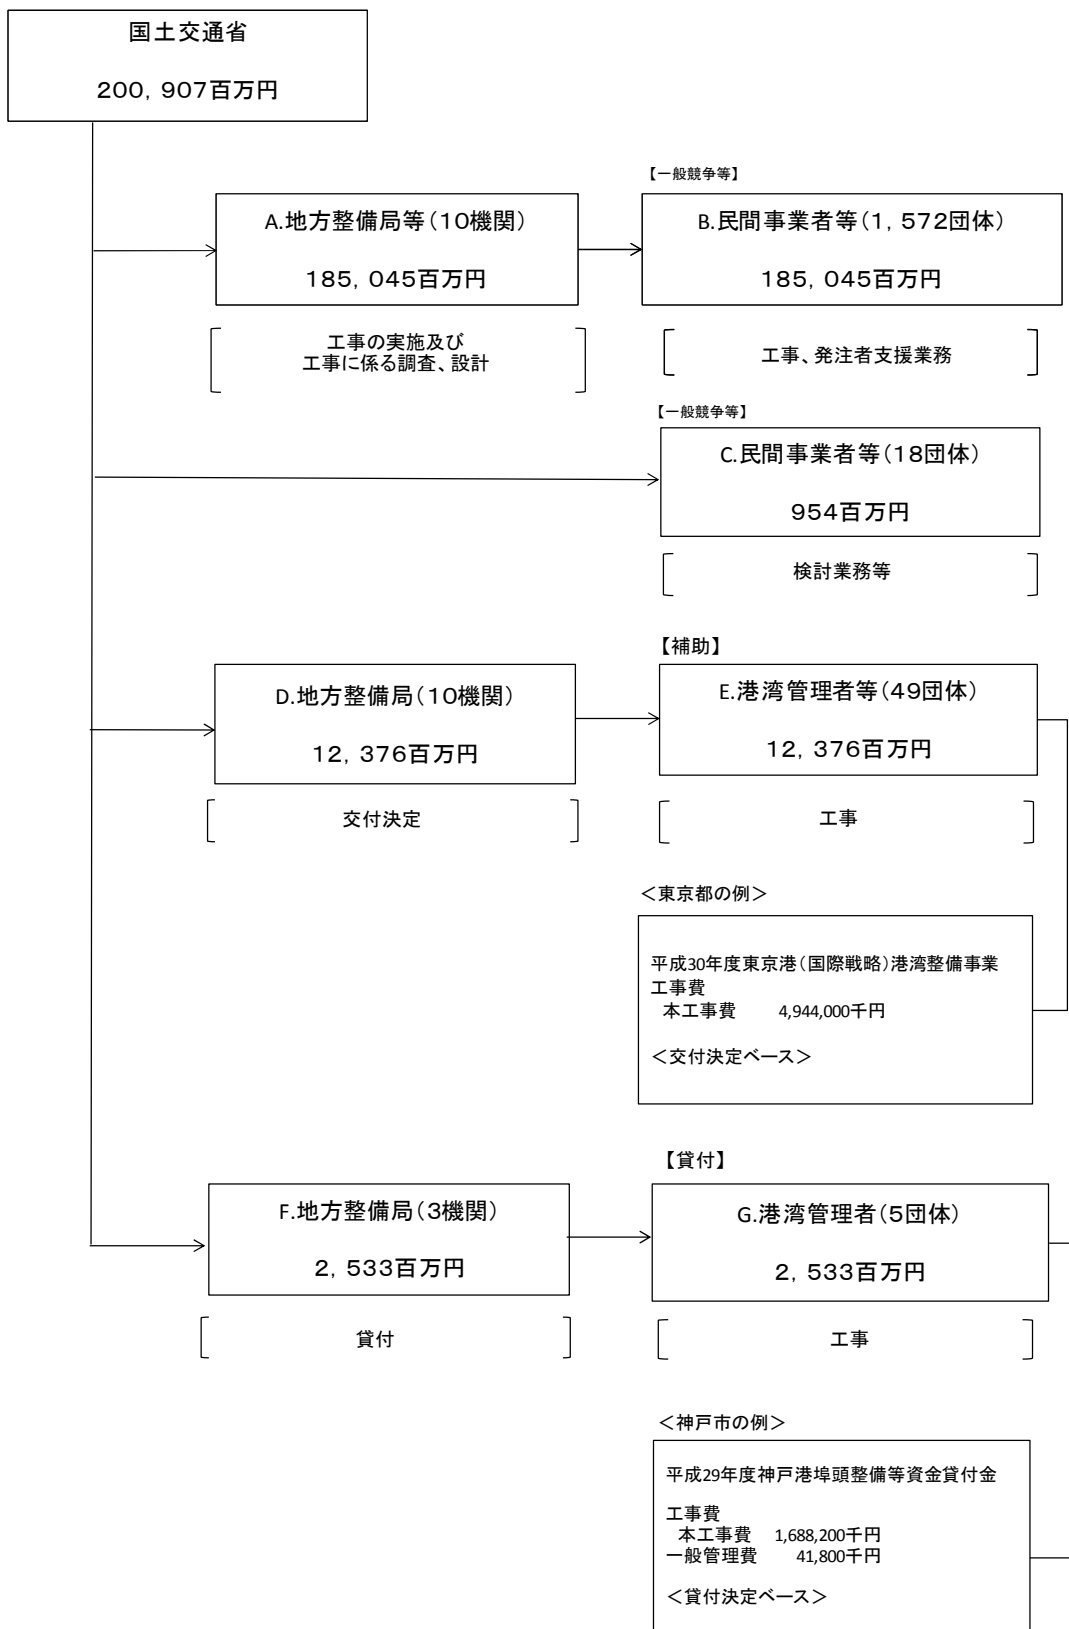 国土交通省
200，907百万円
【一般競争等】
A.地方整備局等（10機関）
185，045百万円
B.民間事業者等（1，572団体）
185，045百万円
工事の実施及び
工事に係る調査、設計
工事、発注者支援業務
【一般競争等】
C.民間事業者等（18団体）
954百万円
検討業務等
【補助】
D.地方整備局（10機関）
12，376百万円
E.港湾管理者等（49団体）
12，376百万円
交付決定
工事
＜東京都の例＞
平成30年度東京港（国際戦略）港湾整備事業
工事費
本工事費 4,944,000千円
＜交付決定ベース＞
【貸付】
F.地方整備局（3機関）
2，533百万円
G.港湾管理者（5団体）
2，533百万円
貸付
工事
＜神戸市の例＞
平成29年度神戸港埠頭整備等資金貸付金
工事費
本工事費 1,688,200千円
一般管理費 41,800千円
＜貸付決定ベース＞